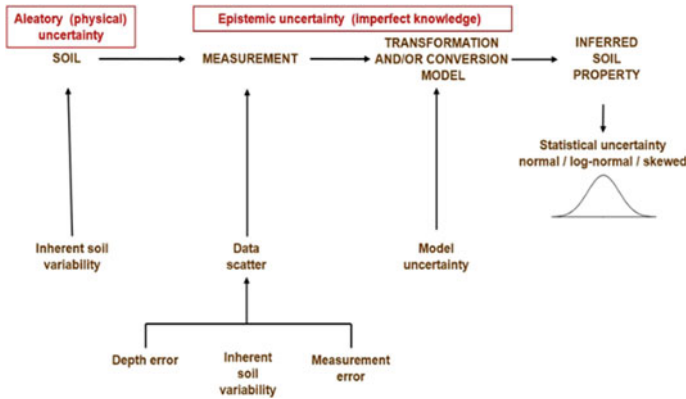 Aleatory (physical)
uncertainty
Epistemic uncertainty (imperfect knowledge)
SOIL
MEASUREMENT
TRANSFORMATION
AND/OR CONVERSION
MODEL
INFERRED
SOIL
PROPERTY
Statistical uncertainty
normal / log-normal / skewed
Inherent soil
variability
Data
scatter
Model
uncertainty
Depth error
Inherent
soil
variability
Measurement
error